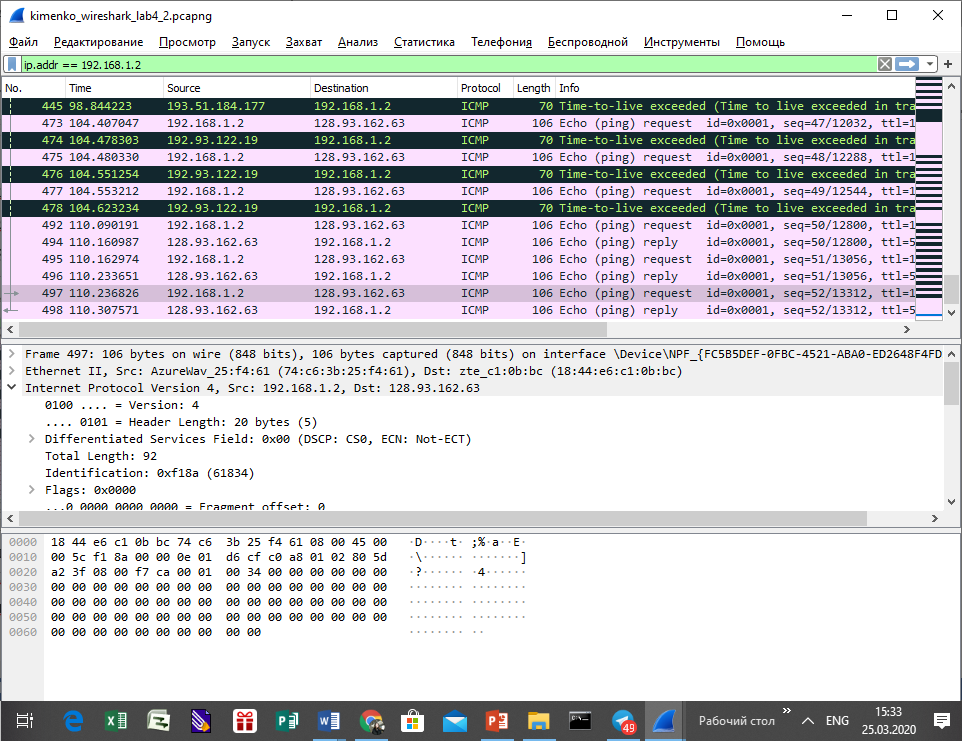 kimenko_wireshark_lab4_2.pcapng
Файл Редактирование Просмотр Запуск Захват Анализ Статистика Телефония Беспроводной Инструменты Помощь
ip.addr == 192.168.1.2
No. Time Source Destination Protocol Length Info
445 98.844223 193.51.184.177 192.168.1.2 ICMP 70 Time-to-live exceeded (Time to live exceeded in tra
473 104.407047 192.168.1.2 128.93.162.63 ICMP 106 Echo (ping) request id=0x0001, seq=47/12032, ttl=1
474 104.478303 192.93.122.19 192.168.1.2 ICMP 70 Time-to-live exceeded (Time to live exceeded in tra
475 104.480330 192.168.1.2 128.93.162.63 ICMP 106 Echo (ping) request id=0x0001, seq=48/12288, ttl=1
476 104.551254 192.93.122.19 192.168.1.2 ICMP 70 Time-to-live exceeded (Time to live exceeded in tra
477 104.553212 192.168.1.2 128.93.162.63 ICMP 106 Echo (ping) request id=0x0001, seq=49/12544, ttl=1
478 104.623234 192.93.122.19 192.168.1.2 ICMP 70 Time-to-live exceeded (Time to live exceeded in tra
492 110.090191 192.168.1.2 128.93.162.63 ICMP 106 Echo (ping) request id=0x0001, seq=50/12800, ttl=1
494 110.160987 128.93.162.63 192.168.1.2 ICMP 106 Echo (ping) reply id=0x0001, seq=50/12800, ttl=5
495 110.162974 192.168.1.2 128.93.162.63 ICMP 106 Echo (ping) request id=0x0001, seq=51/13056, ttl=1
496 110.233651 128.93.162.63 192.168.1.2 ICMP 106 Echo (ping) reply id=0x0001, seq=51/13056, ttl=5
497 110.236826 192.168.1.2 128.93.162.63 ICMP 106 Echo (ping) request id=0x0001, seq=52/13312, ttl=1
498 110.307571 128.93.162.63 192.168.1.2 ICMP 106 Echo (ping) reply id=0x0001, seq=52/13312, ttl=5
Frame 497: 106 bytes on wire (848 bits), 106 bytes captured (848 bits) on interface \Device\NPF_{FC5B5DEF-0FBC-4521-ABA0-ED2648F4FD
Ethernet II, Src: AzureWav_25:f4:61 (74:c6:3b:25:f4:61), Dst: zte_c1:0b:bc (18:44:e6:c1:0b:bc)
Internet Protocol Version 4, Src: 192.168.1.2, Dst: 128.93.162.63
0100 .... = Version: 4
.... 0101 = Header Length: 20 bytes (5)
Differentiated Services Field: 0x00 (DSCP: CS0, ECN: Not-ECT)
Total Length: 92
Identification: 0xf18a (61834)
Flags: 0x0000
...0 0000 0000 0000 = Fragment offset: 0
0000 18 44 e6 c1 0b bc 74 c6 3b 25 f4 61 08 00 45 00 ·D····t· ;%·a··E·
0010 00 5c f1 8a 00 00 0e 01 d6 cf c0 a8 01 02 80 5d ·\······ ·······]
0020 a2 3f 08 00 f7 ca 00 01 00 34 00 00 00 00 00 00 ·?······ ·4······
0030 00 00 00 00 00 00 00 00 00 00 00 00 00 00 00 00 ········ ········
0040 00 00 00 00 00 00 00 00 00 00 00 00 00 00 00 00 ········ ········
0050 00 00 00 00 00 00 00 00 00 00 00 00 00 00 00 00 ········ ········
0060 00 00 00 00 00 00 00 00 00 00 ········ ··
49 Рабочий стол » ENG 15:33
25.03.2020